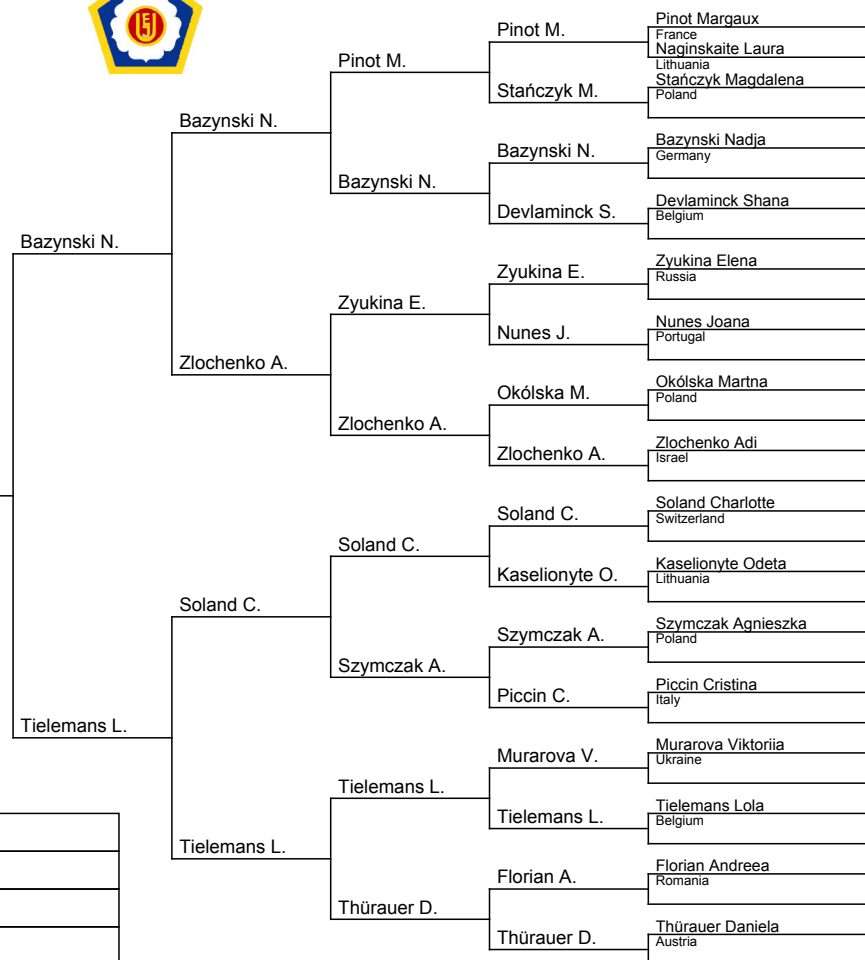 EJU
Pinot Margaux
France
Naginskaite Laura
Lithuania
Stańczyk Magdalena
Poland
Bazynski Nadja
Germany
Devlaminck Shana
Belgium
Zyukina Elena
Russia
Nunes Joana
Portugal
Okólska Martna
Poland
Zlochenko Adi
Israel
Soland Charlotte
Switzerland
Kaselionyte Odeta
Lithuania
Szymczak Agnieszka
Poland
Piccin Cristina
Italy
Murarova Viktoriia
Ukraine
Tielemans Lola
Belgium
Florian Andreea
Romania
Thürauer Daniela
Austria
Pinot M.
Stańczyk M.
Bazynski N.
Devlaminck S.
Zyukina E.
Nunes J.
Okólska M.
Zlochenko A.
Soland C.
Kaselionyte O.
Szymczak A.
Piccin C.
Murarova V.
Tielemans L.
Florian A.
Thürauer D.
Pinot M.
Bazynski N.
Zyukina E.
Zlochenko A.
Soland C.
Szymczak A.
Tielemans L.
Thürauer D.
Bazynski N.
Zlochenko A.
Soland C.
Tielemans L.
Bazynski N.
Tielemans L.